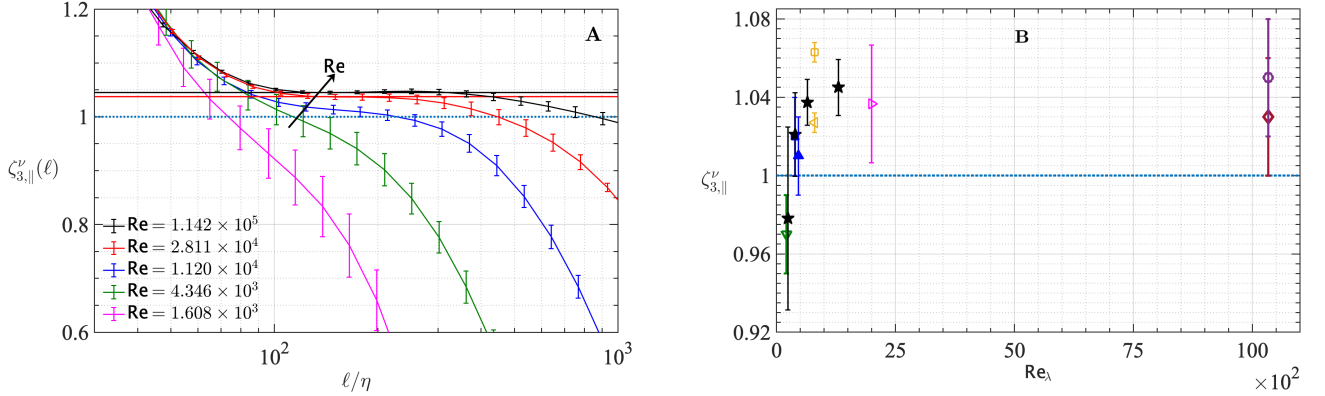 A
Re
1.2
1
0.8
0.6
ζ^ν_{3,∥}(ℓ)
Re = 1.142 × 10^5
Re = 2.811 × 10^4
Re = 1.120 × 10^4
Re = 4.346 × 10^3
Re = 1.608 × 10^3
10^2
10^3
ℓ/η
B
1.08
1.04
1
0.96
0.92
ζ^ν_{3,∥}
0
25
50
75
100
Re_λ
×10^2